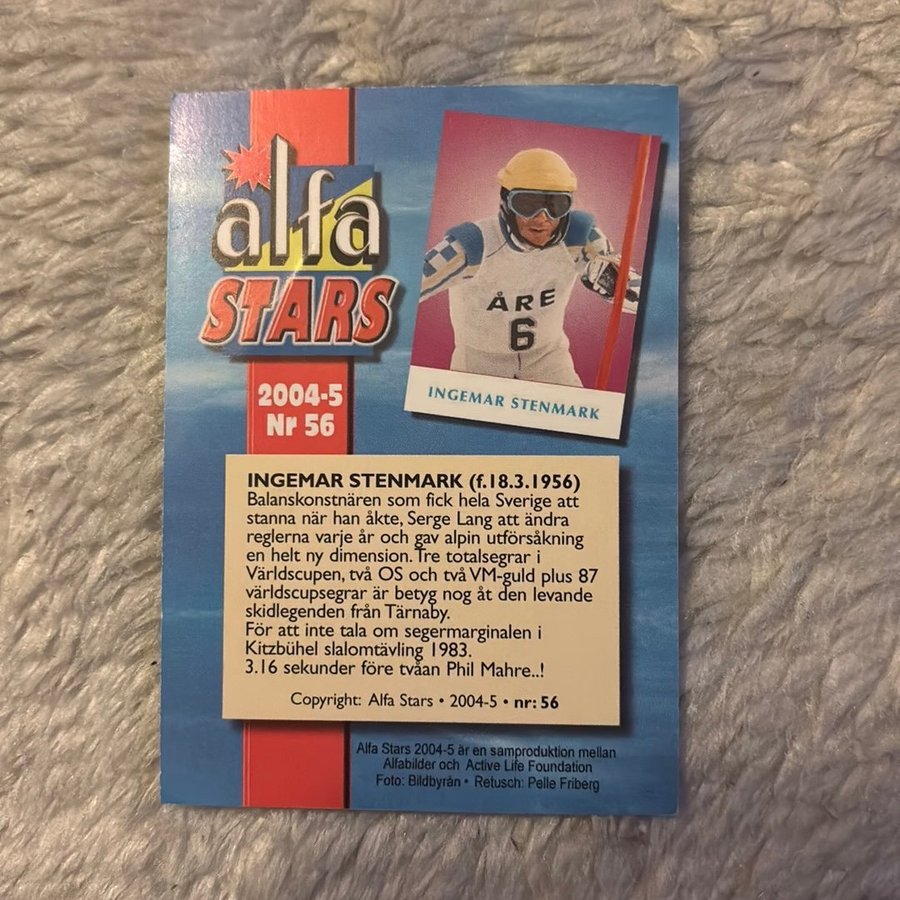 alfa
STARS
2004-5
Nr 56
ÅRE
6
INGEMAR STENMARK
INGEMAR STENMARK (f.18.3.1956)
Balanskonstnären som fick hela Sverige att
stanna när han åkte, Serge Lang att ändra
reglerna varje år och gav alpin utförsåkning
en helt ny dimension. Tre totalsegrar i
Världscupen, två OS och två VM-guld plus 87
världscupsegrar är betyg nog åt den levande
skidlegenden från Tärnaby.
För att inte tala om segermarginalen i
Kitzbühel slalomtävling 1983.
3.16 sekunder före tvåan Phil Mahre..!
Copyright: Alfa Stars • 2004-5 • nr: 56
Alfa Stars 2004-5 är en samproduktion mellan
Alfabilder och Active Life Foundation
Foto: Bildbyrån • Retusch: Pelle Friberg